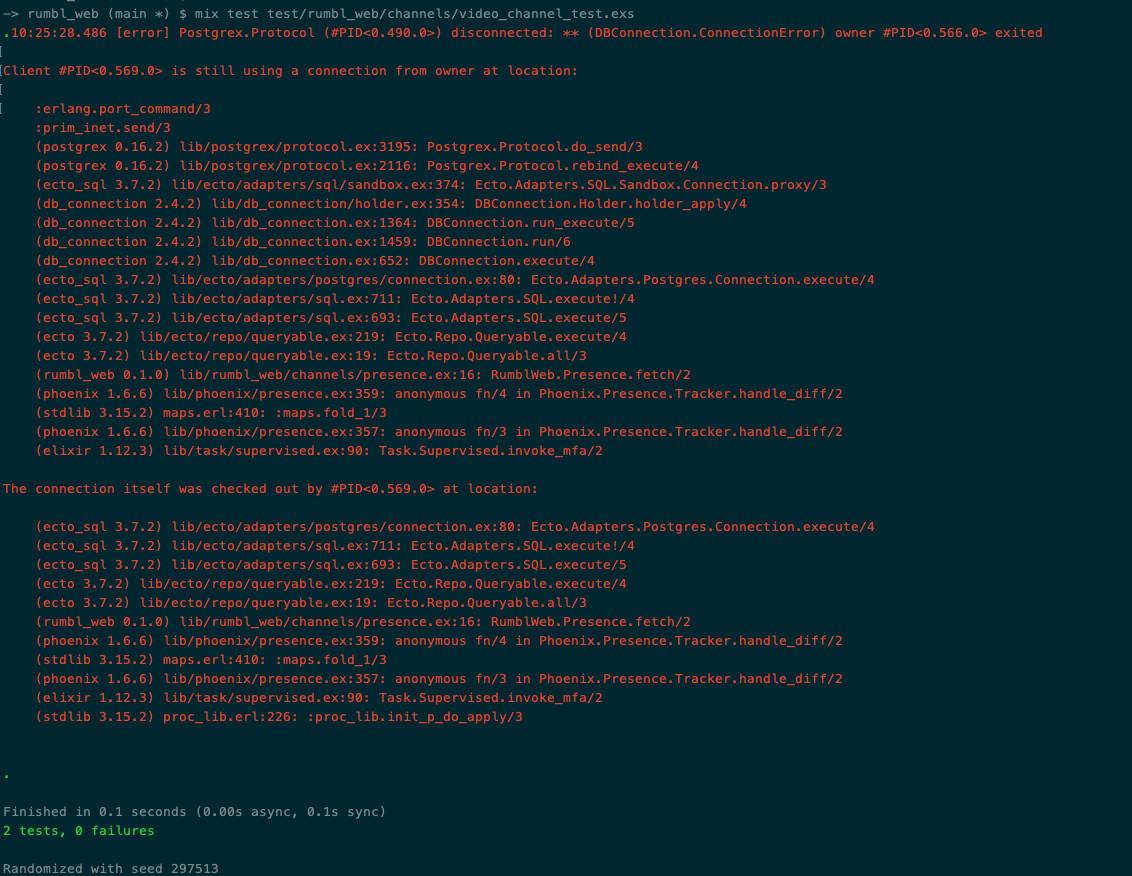 -> rumbl_web (main *) $ mix test test/rumbl_web/channels/video_channel_test.exs
.10:25:28.486 [error] Postgrex.Protocol (#PID<0.490.0>) disconnected: ** (DBConnection.ConnectionError) owner #PID<0.566.0> exited
[
[Client #PID<0.569.0> is still using a connection from owner at location:
[
[    :erlang.port_command/3
    :prim_inet.send/3
    (postgrex 0.16.2) lib/postgrex/protocol.ex:3195: Postgrex.Protocol.do_send/3
    (postgrex 0.16.2) lib/postgrex/protocol.ex:2116: Postgrex.Protocol.rebind_execute/4
    (ecto_sql 3.7.2) lib/ecto/adapters/sql/sandbox.ex:374: Ecto.Adapters.SQL.Sandbox.Connection.proxy/3
    (db_connection 2.4.2) lib/db_connection/holder.ex:354: DBConnection.Holder.holder_apply/4
    (db_connection 2.4.2) lib/db_connection.ex:1364: DBConnection.run_execute/5
    (db_connection 2.4.2) lib/db_connection.ex:1459: DBConnection.run/6
    (db_connection 2.4.2) lib/db_connection.ex:652: DBConnection.execute/4
    (ecto_sql 3.7.2) lib/ecto/adapters/postgres/connection.ex:80: Ecto.Adapters.Postgres.Connection.execute/4
    (ecto_sql 3.7.2) lib/ecto/adapters/sql.ex:711: Ecto.Adapters.SQL.execute!/4
    (ecto_sql 3.7.2) lib/ecto/adapters/sql.ex:693: Ecto.Adapters.SQL.execute/5
    (ecto 3.7.2) lib/ecto/repo/queryable.ex:219: Ecto.Repo.Queryable.execute/4
    (ecto 3.7.2) lib/ecto/repo/queryable.ex:19: Ecto.Repo.Queryable.all/3
    (rumbl_web 0.1.0) lib/rumbl_web/channels/presence.ex:16: RumblWeb.Presence.fetch/2
    (phoenix 1.6.6) lib/phoenix/presence.ex:359: anonymous fn/4 in Phoenix.Presence.Tracker.handle_diff/2
    (stdlib 3.15.2) maps.erl:410: :maps.fold_1/3
    (phoenix 1.6.6) lib/phoenix/presence.ex:357: anonymous fn/3 in Phoenix.Presence.Tracker.handle_diff/2
    (elixir 1.12.3) lib/task/supervised.ex:90: Task.Supervised.invoke_mfa/2
The connection itself was checked out by #PID<0.569.0> at location:
    (ecto_sql 3.7.2) lib/ecto/adapters/postgres/connection.ex:80: Ecto.Adapters.Postgres.Connection.execute/4
    (ecto_sql 3.7.2) lib/ecto/adapters/sql.ex:711: Ecto.Adapters.SQL.execute!/4
    (ecto_sql 3.7.2) lib/ecto/adapters/sql.ex:693: Ecto.Adapters.SQL.execute/5
    (ecto 3.7.2) lib/ecto/repo/queryable.ex:219: Ecto.Repo.Queryable.execute/4
    (ecto 3.7.2) lib/ecto/repo/queryable.ex:19: Ecto.Repo.Queryable.all/3
    (rumbl_web 0.1.0) lib/rumbl_web/channels/presence.ex:16: RumblWeb.Presence.fetch/2
    (phoenix 1.6.6) lib/phoenix/presence.ex:359: anonymous fn/4 in Phoenix.Presence.Tracker.handle_diff/2
    (stdlib 3.15.2) maps.erl:410: :maps.fold_1/3
    (phoenix 1.6.6) lib/phoenix/presence.ex:357: anonymous fn/3 in Phoenix.Presence.Tracker.handle_diff/2
    (elixir 1.12.3) lib/task/supervised.ex:90: Task.Supervised.invoke_mfa/2
    (stdlib 3.15.2) proc_lib.erl:226: :proc_lib.init_p_do_apply/3
.
Finished in 0.1 seconds (0.00s async, 0.1s sync)
2 tests, 0 failures
Randomized with seed 297513